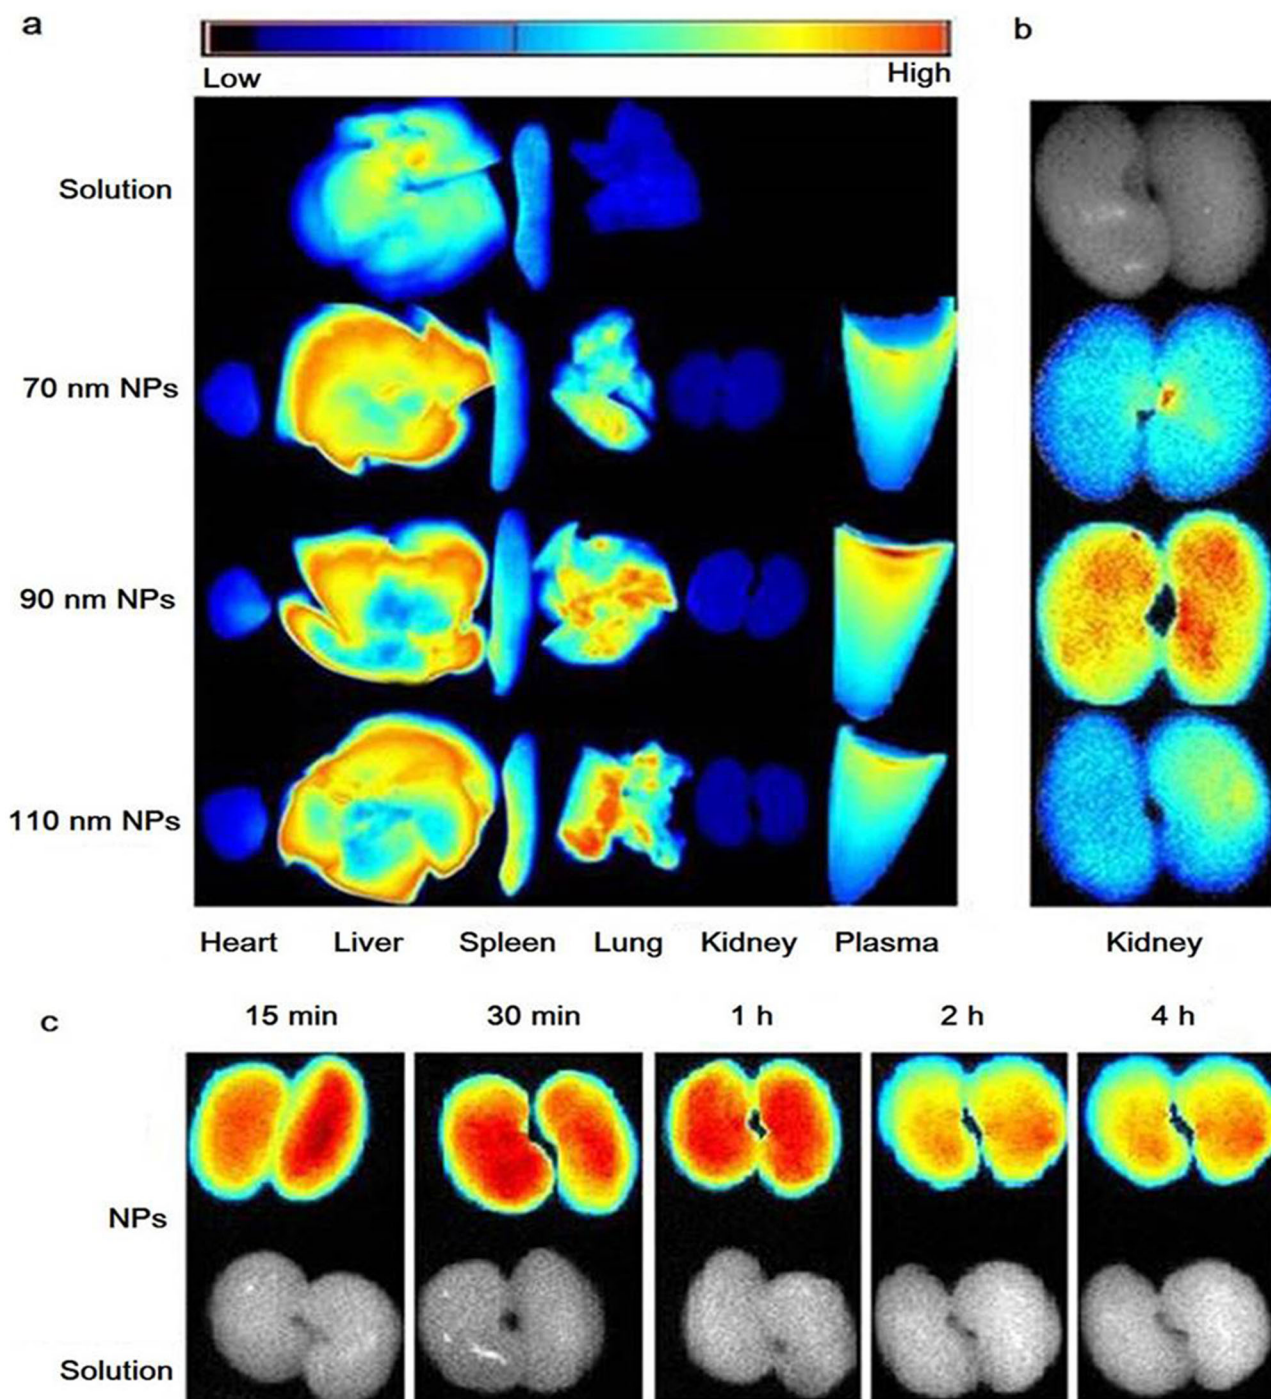 a
b
Low
High
Solution
70 nm NPs
90 nm NPs
110 nm NPs
Heart Liver Spleen Lung Kidney Plasma
Kidney
c
15 min 30 min 1 h 2 h 4 h
NPs
Solution